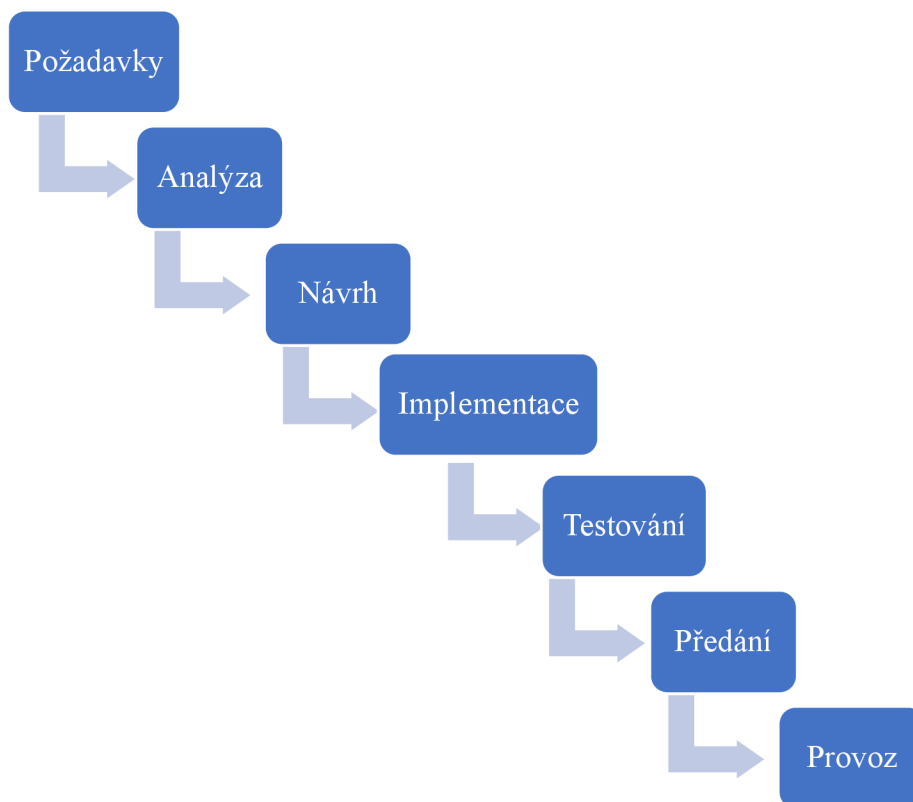 Požadavky
Analýza
Návrh
Implementace
Testování
Předání
Provoz